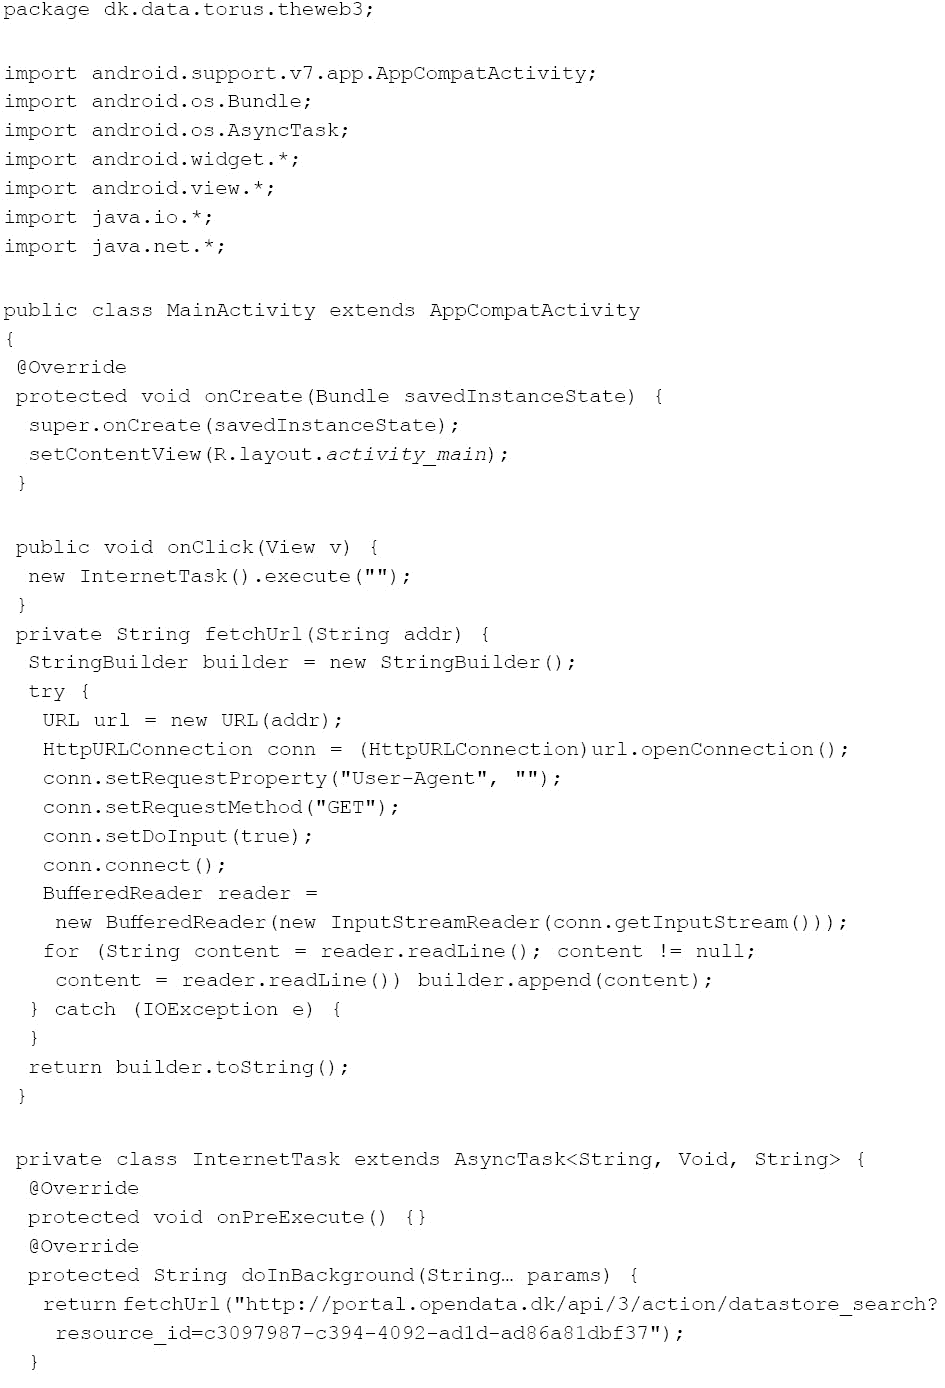 package dk.data.torus.theweb3;
import android.support.v7.app.AppCompatActivity;
import android.os.Bundle;
import android.os.AsyncTask;
import android.widget.*;
import android.view.*;
import java.io.*;
import java.net.*;
public class MainActivity extends AppCompatActivity
{
@Override
protected void onCreate(Bundle savedInstanceState) {
super.onCreate(savedInstanceState);
setContentView(R.layout.activity_main);
}
public void onClick(View v) {
new InternetTask().execute("");
}
private String fetchUrl(String addr) {
StringBuilder builder = new StringBuilder();
try {
URL url = new URL(addr);
HttpURLConnection conn = (HttpURLConnection)url.openConnection();
conn.setRequestProperty("User-Agent", "");
conn.setRequestMethod("GET");
conn.setDoInput(true);
conn.connect();
BufferedReader reader =
new BufferedReader(new InputStreamReader(conn.getInputStream()));
for (String content = reader.readLine(); content != null;
content = reader.readLine()) builder.append(content);
} catch (IOException e) {
}
return builder.toString();
}
private class InternetTask extends AsyncTask<String, Void, String> {
@Override
protected void onPreExecute() {}
@Override
protected String doInBackground(String… params) {
return fetchUrl("http://portal.opendata.dk/api/3/action/datastore_search?
resource_id=c3097987-c394-4092-ad1d-ad86a81dbf37");
}